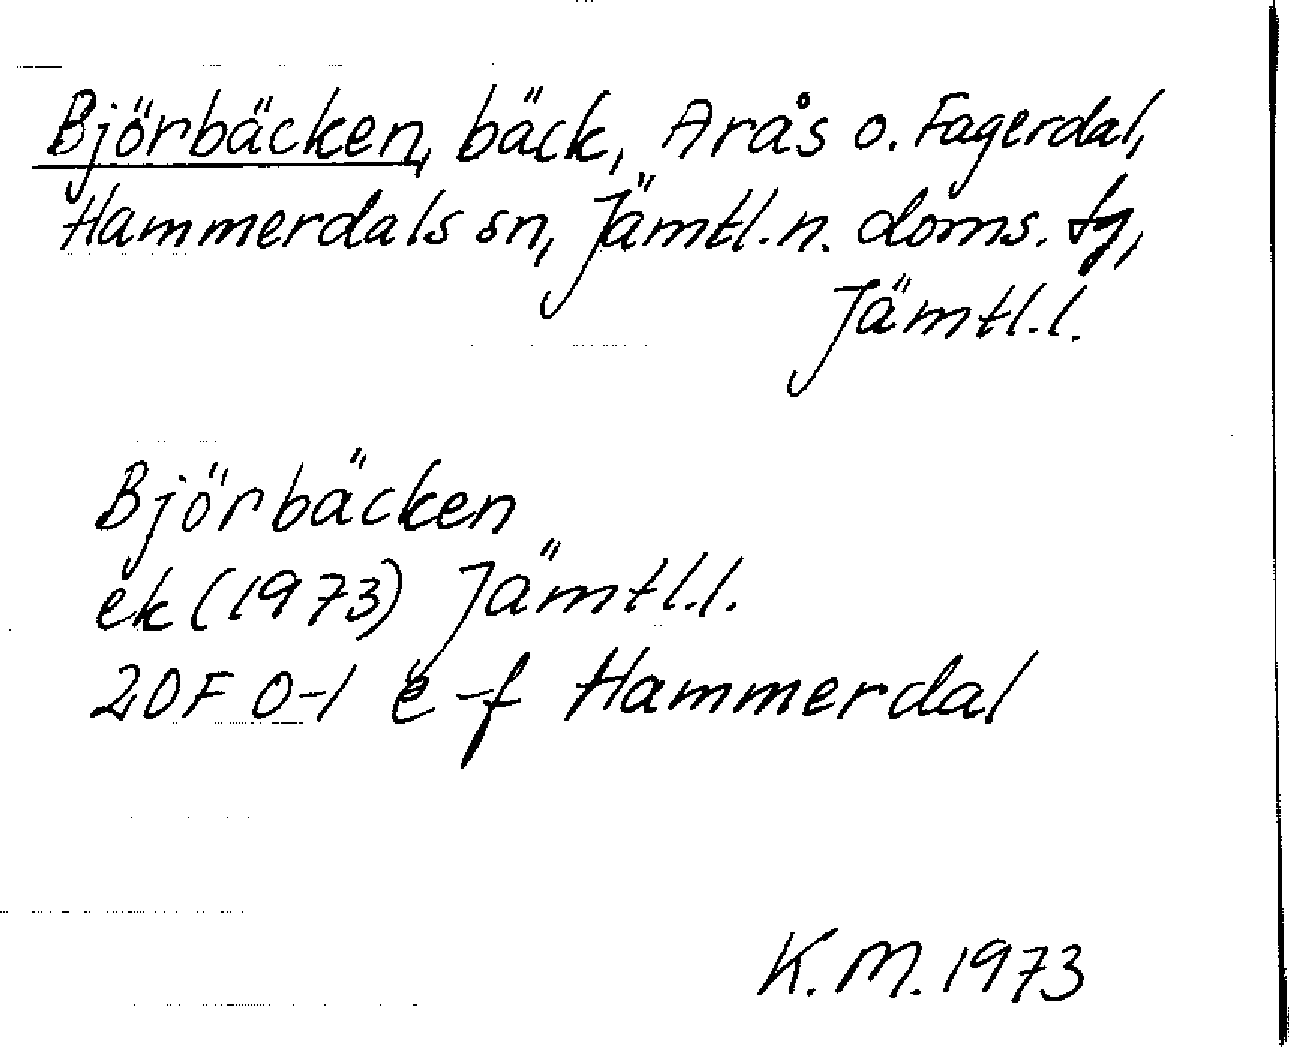 Björbäcken, bäck, Arås o. Fagerdal,
Hammerdals sn, Jämtl. n. doms. tg,
Jämtl.l.
Björbäcken
ek (1973) Jämtl.l.
20F 0-1 e-f Hammerdal
K.M. 1973